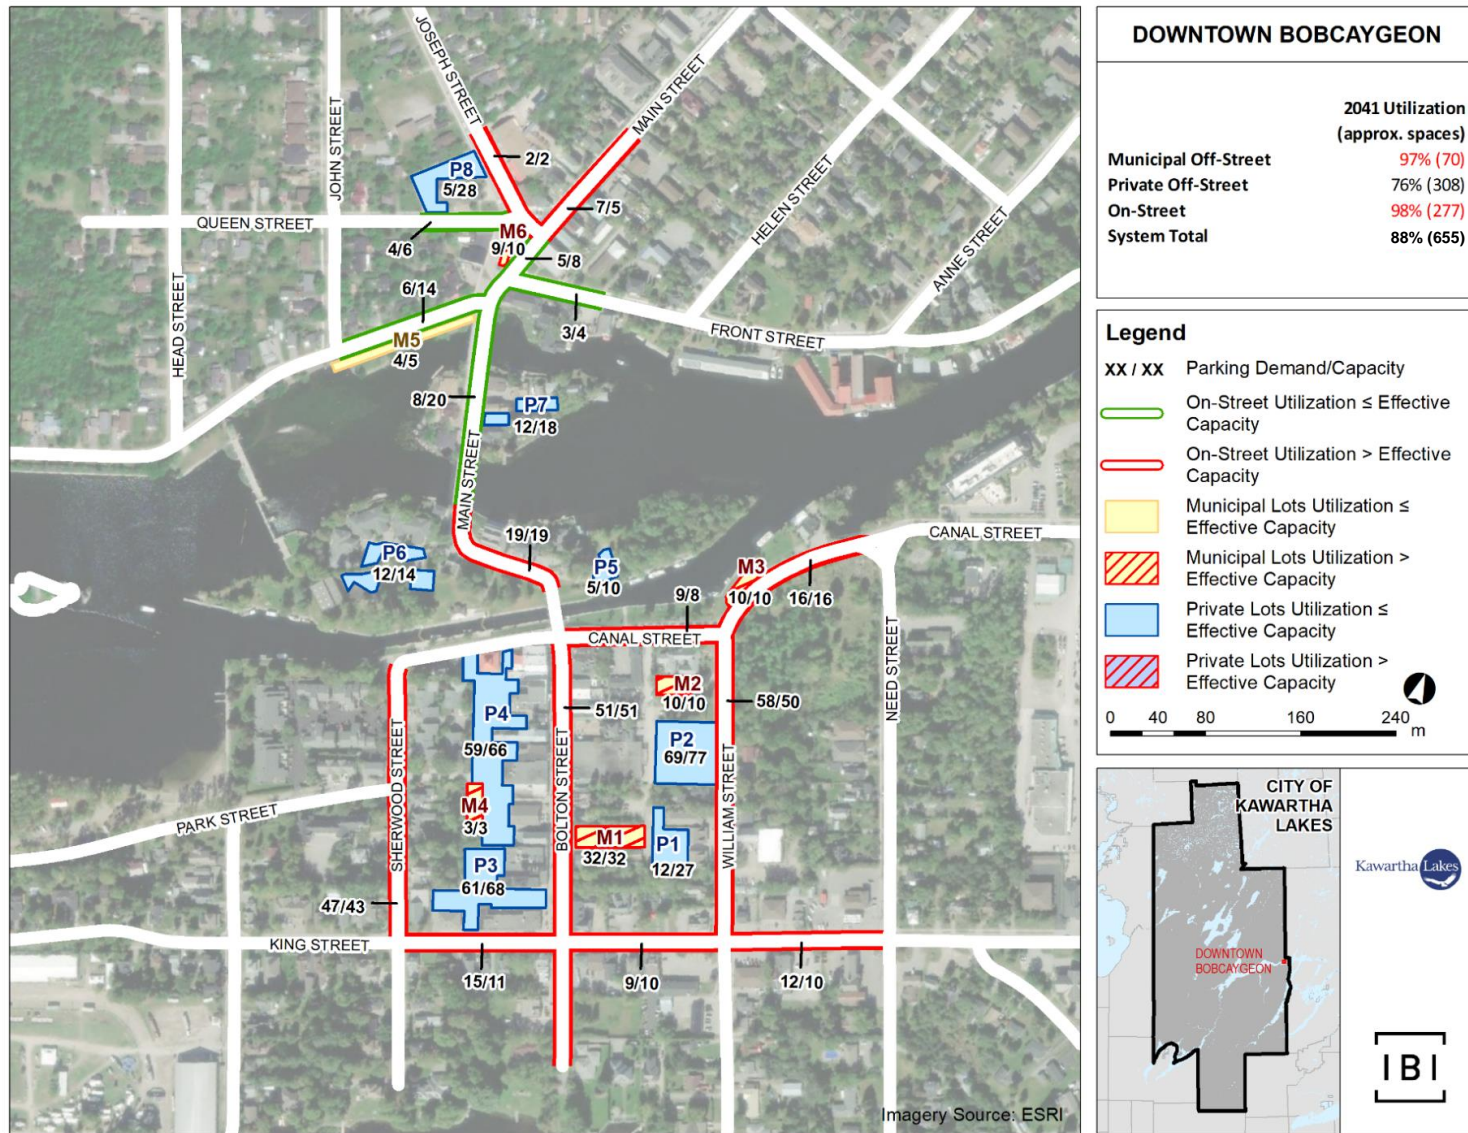 JOSEPH STREET
MAIN STREET
JOHN STREET
2/2
P8
5/28
7/5
HELEN STREET
QUEEN STREET
M6
9/10
4/6
5/8
ANNE STREET
6/14
HEAD STREET
3/4
FRONT STREET
M5
4/5
8/20
P7
12/18
MAIN STREET
19/19
CANAL STREET
P6
12/14
P5
5/10
M3
10/10
16/16
9/8
CANAL STREET
NEED STREET
M2
10/10
58/50
P4
51/51
59/66
P2
69/77
SHERWOOD STREET
BOLTON STREET
WILLIAM STREET
PARK STREET
M4
3/3
M1
32/32
P1
12/27
P3
61/68
47/43
KING STREET
15/11
9/10
12/10
Imagery Source: ESRI
DOWNTOWN BOBCAYGEON
2041 Utilization
(approx. spaces)
Municipal Off-Street 97% (70)
Private Off-Street 76% (308)
On-Street 98% (277)
System Total 88% (655)
Legend
XX / XX Parking Demand/Capacity
On-Street Utilization ≤ Effective
Capacity
On-Street Utilization > Effective
Capacity
Municipal Lots Utilization ≤
Effective Capacity
Municipal Lots Utilization >
Effective Capacity
Private Lots Utilization ≤
Effective Capacity
Private Lots Utilization >
Effective Capacity
0 40 80 160 240
m
CITY OF
KAWARTHA
LAKES
DOWNTOWN
BOBCAYGEON
Kawartha Lakes
IBI